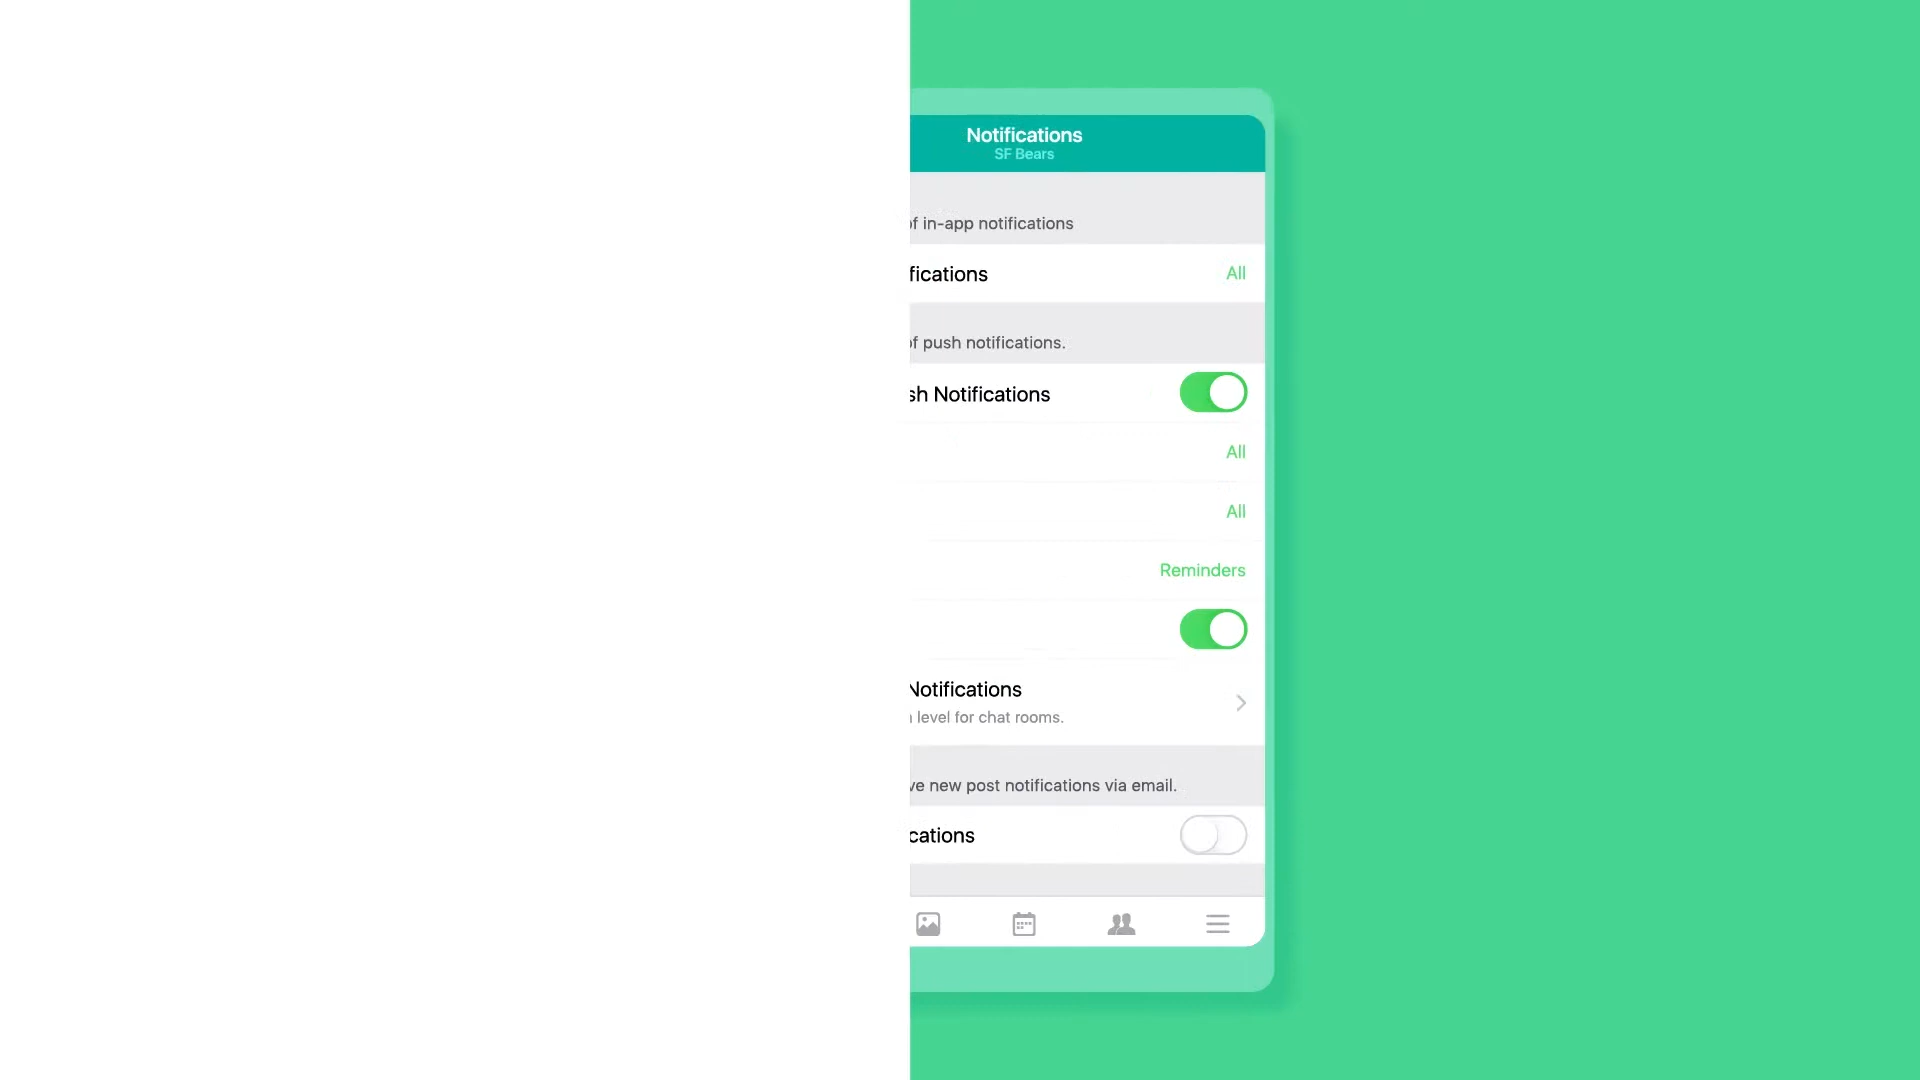 Notifications
SF Bears
of in-app notifications
fications
All
of push notifications.
sh Notifications
All
All
Reminders
Notifications
level for chat rooms.
ve new post notifications via email.
cations